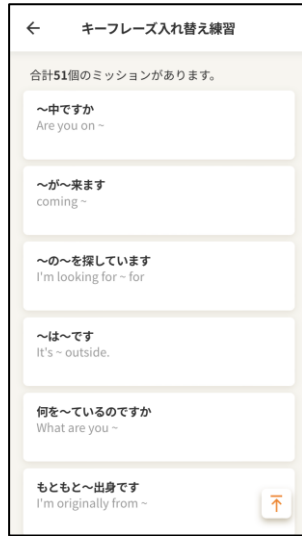 キーフレーズ入れ替え練習
合計51個のミッションがあります。
〜中ですか
Are you on ~
〜が〜来ます
coming ~
〜の〜を探しています
I'm looking for ~ for
〜は〜です
It's ~ outside.
何を〜ているのですか
What are you ~
もともと〜出身です
I'm originally from ~